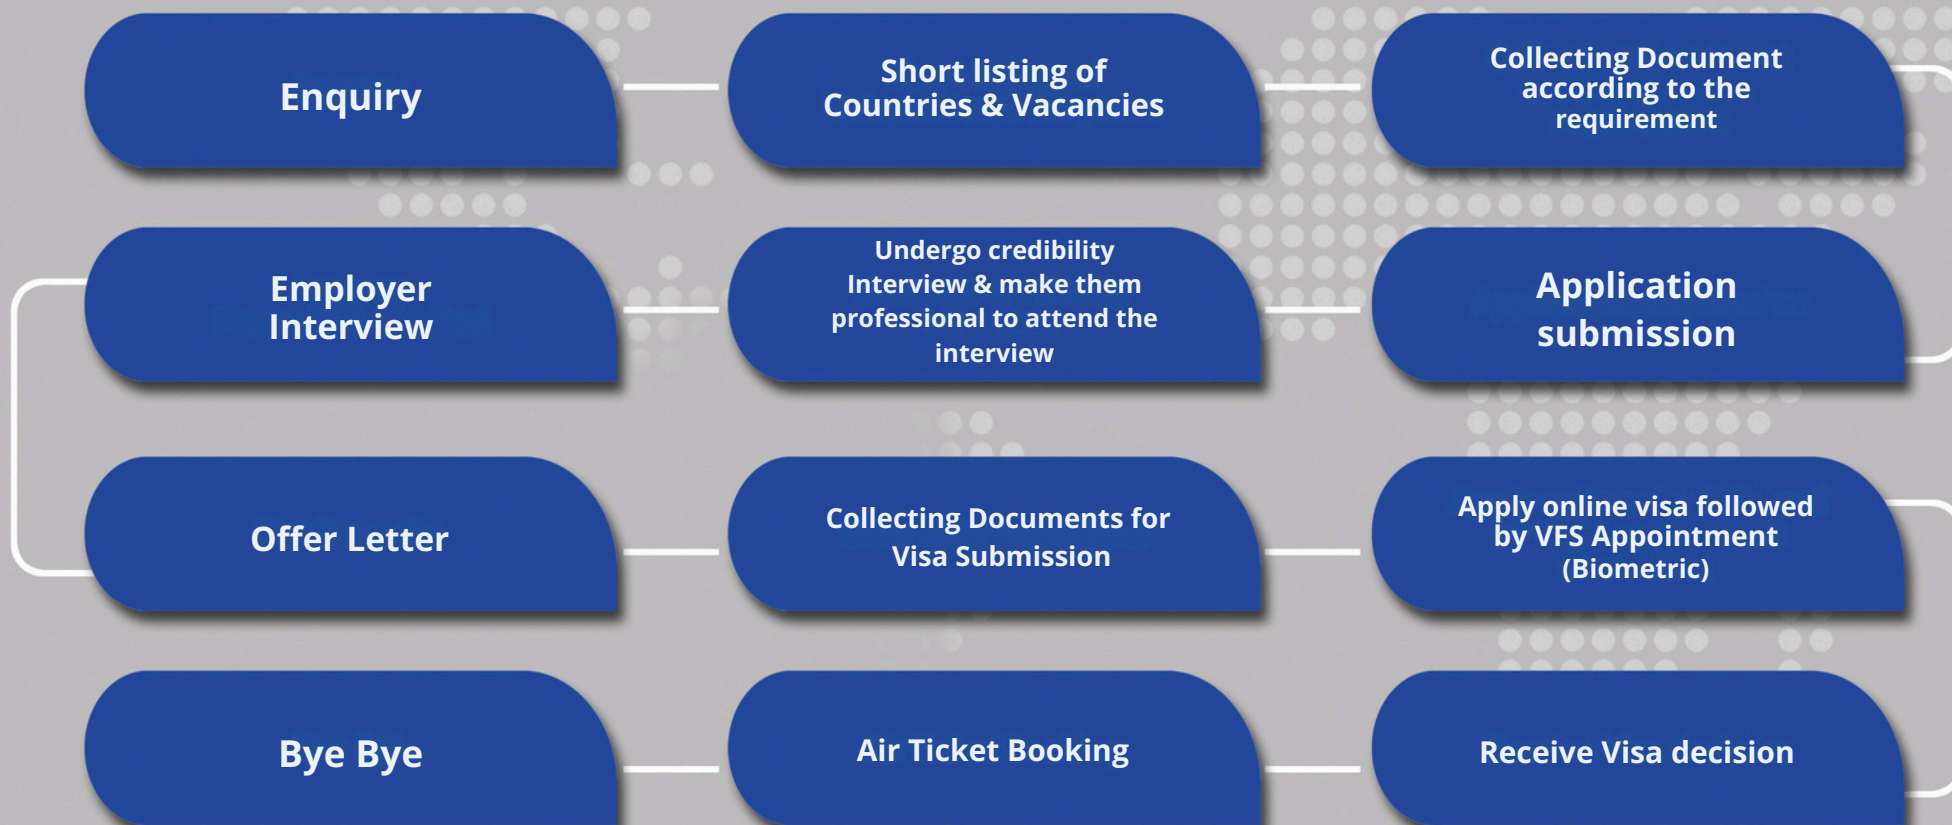 Enquiry
Short listing of
Countries & Vacancies
Collecting Document
according to the
requirement
Employer
Interview
Undergo credibility
Interview & make them
professional to attend the
interview
Application
submission
Offer Letter
Collecting Documents for
Visa Submission
Apply online visa followed
by VFS Appointment
(Biometric)
Bye Bye
Air Ticket Booking
Receive Visa decision